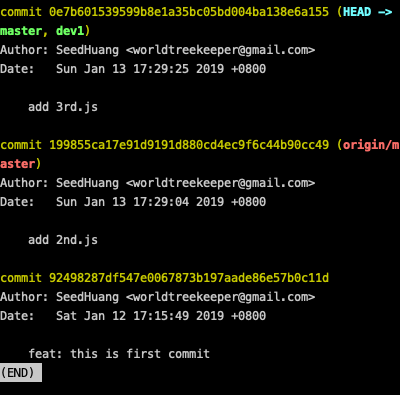 commit 0e7b601539599b8e1a35bc05bd004ba138e6a155 (HEAD ->
master, dev1)
Author: SeedHuang <worldtreekeeper@gmail.com>
Date:   Sun Jan 13 17:29:25 2019 +0800
    add 3rd.js
commit 199855ca17e91d9191d880cd4ec9f6c44b90cc49 (origin/m
aster)
Author: SeedHuang <worldtreekeeper@gmail.com>
Date:   Sun Jan 13 17:29:04 2019 +0800
    add 2nd.js
commit 92498287df547e0067873b197aade86e57b0c11d
Author: SeedHuang <worldtreekeeper@gmail.com>
Date:   Sat Jan 12 17:15:49 2019 +0800
    feat: this is first commit
(END)